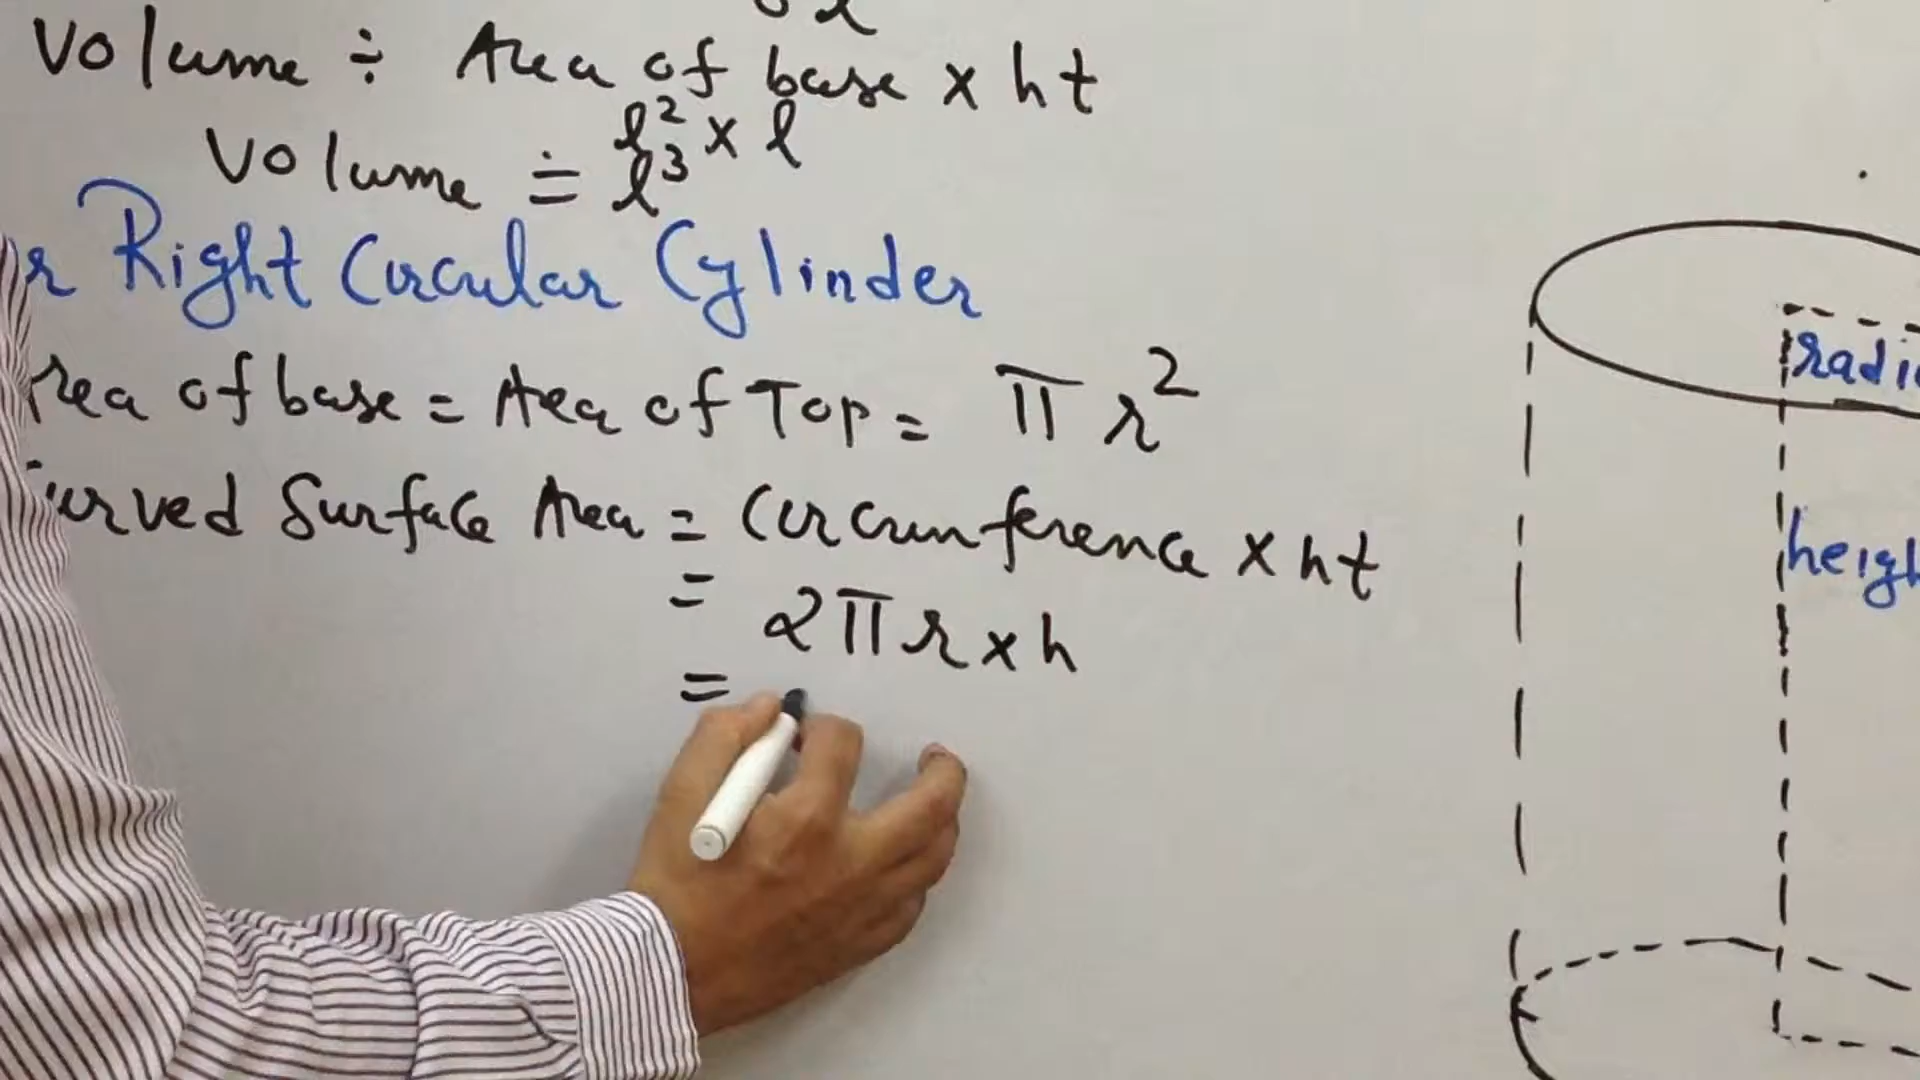 Volume ÷ Area of base x ht
Volume = l² x l
l³
r Right Circular Cylinder
Area of base = Area of Top = π r²
radi
Curved Surface Area = Circumference x ht
heigh
= 2 π r x h
=